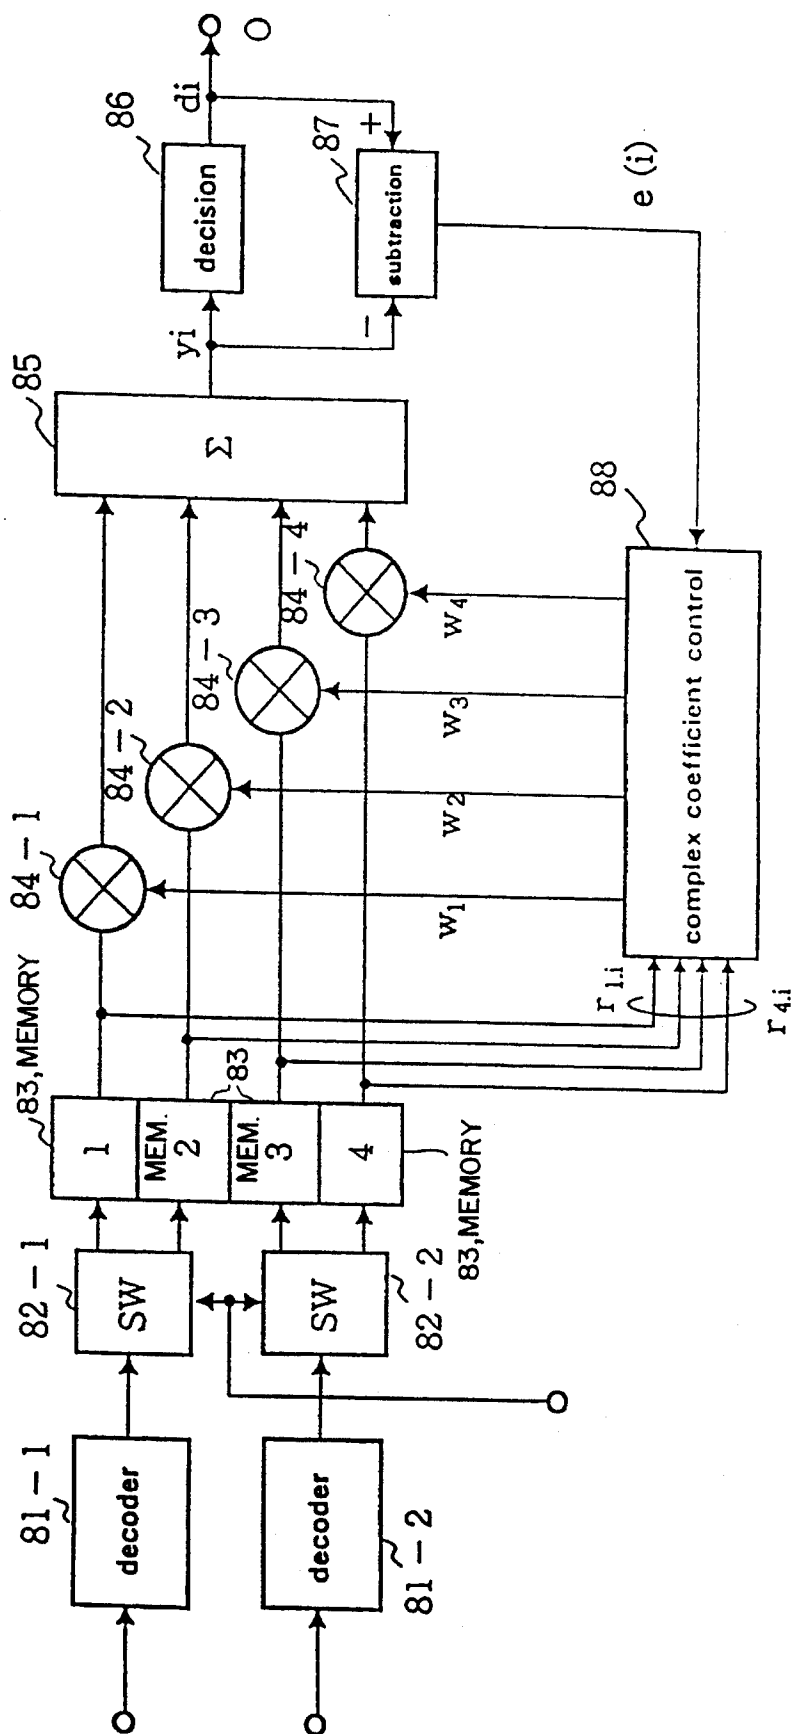 81-1
decoder
81-2
decoder
82-1
SW
82-2
SW
83,MEMORY
1
MEM.
2
MEM.
3
4
83
83,MEMORY
84-1
84-2
84-3
84-4
W1
W2
W3
W4
r1.i
r4.i
complex coefficient control
88
85
Σ
yi
86
decision
di
O
87
subtraction
+
−
e (i)